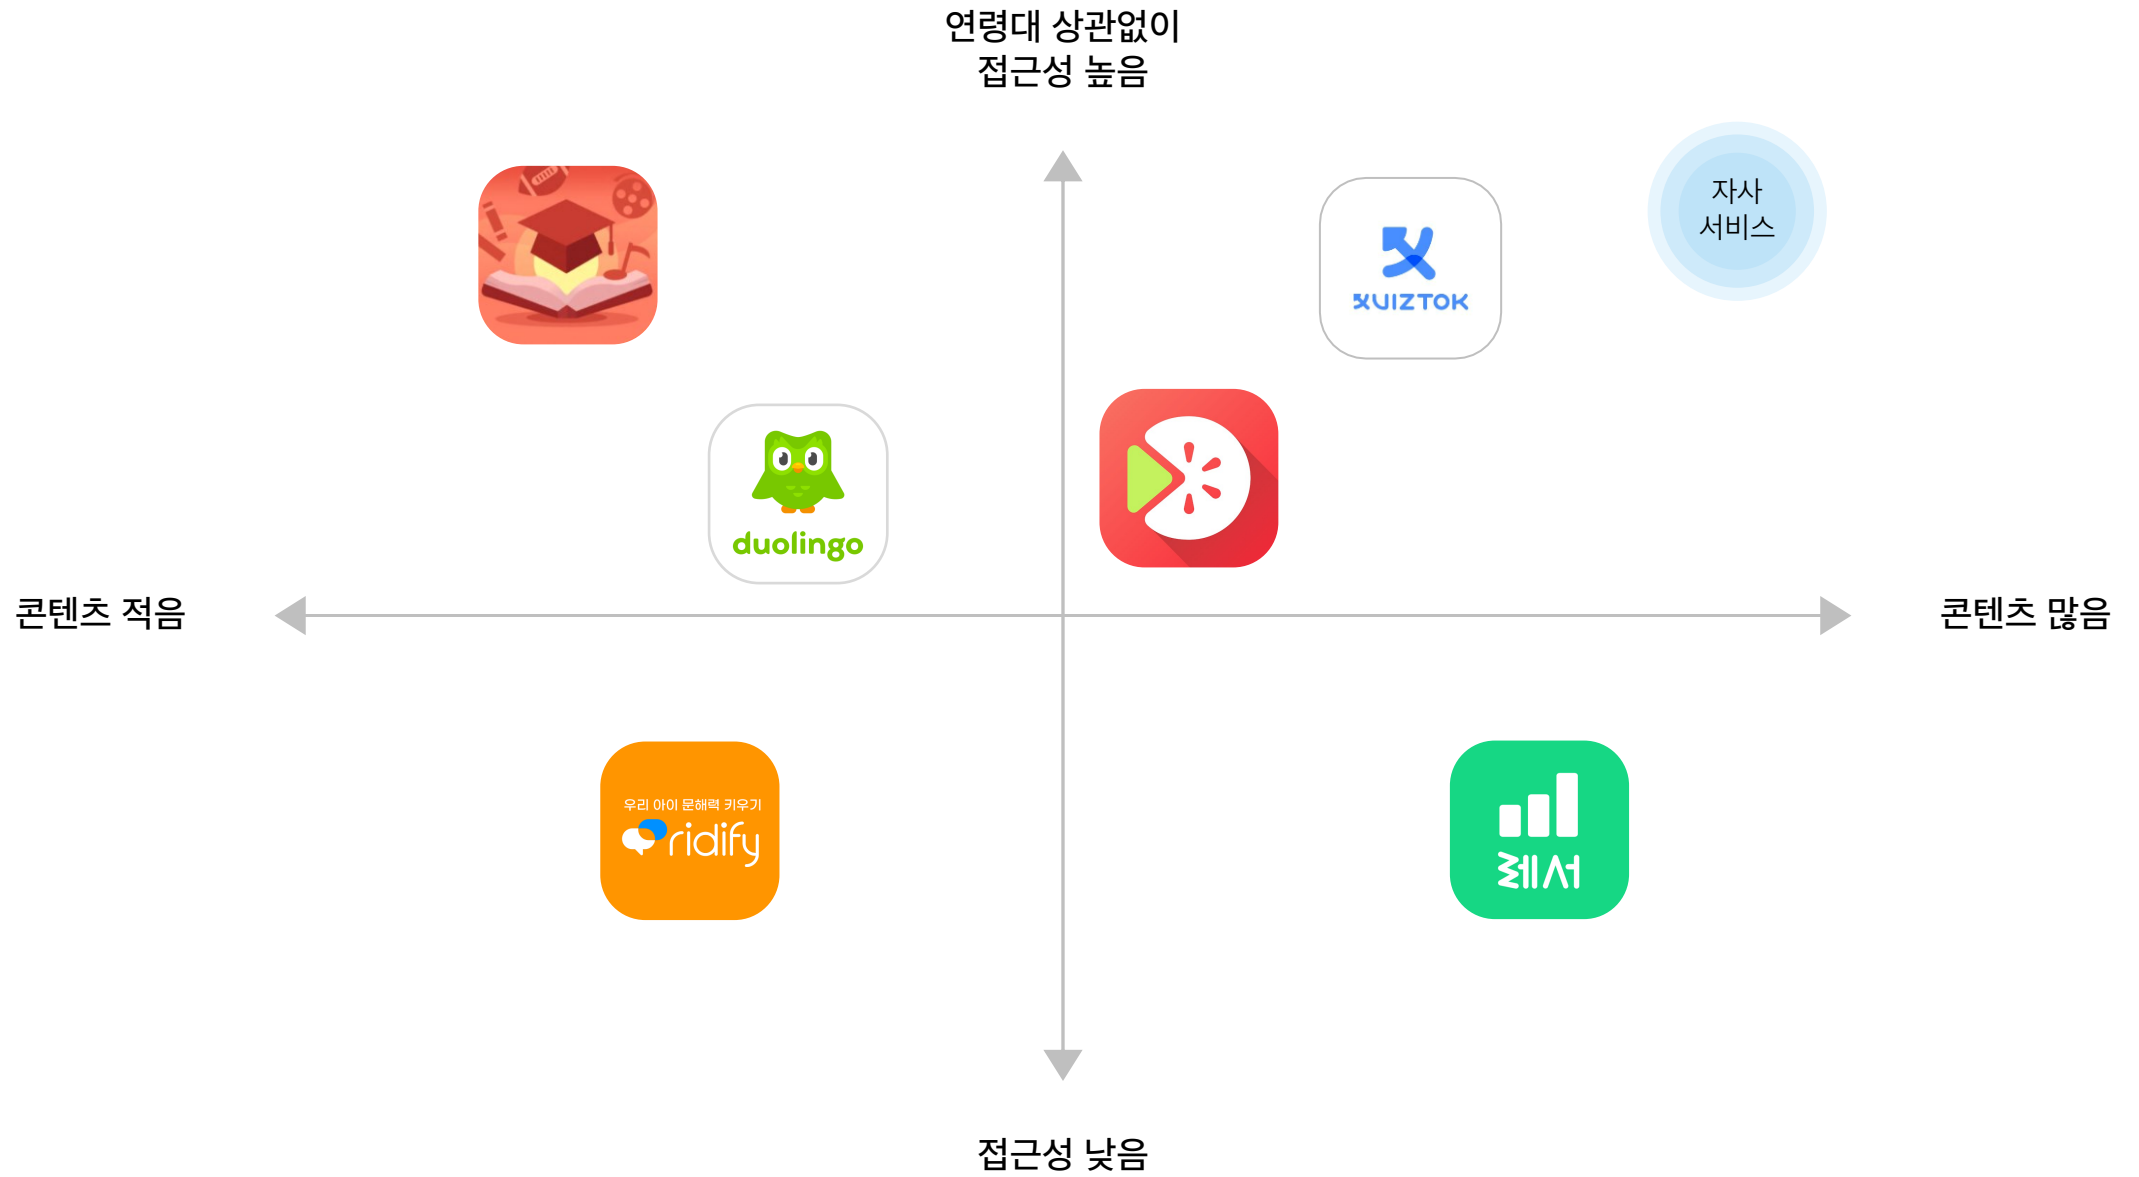 연령대 상관없이
접근성 높음
자사
서비스
XUIZTOK
duolingo
콘텐츠 적음
콘텐츠 많음
우리 아이 문해력 키우기
ridify
졔서
접근성 낮음